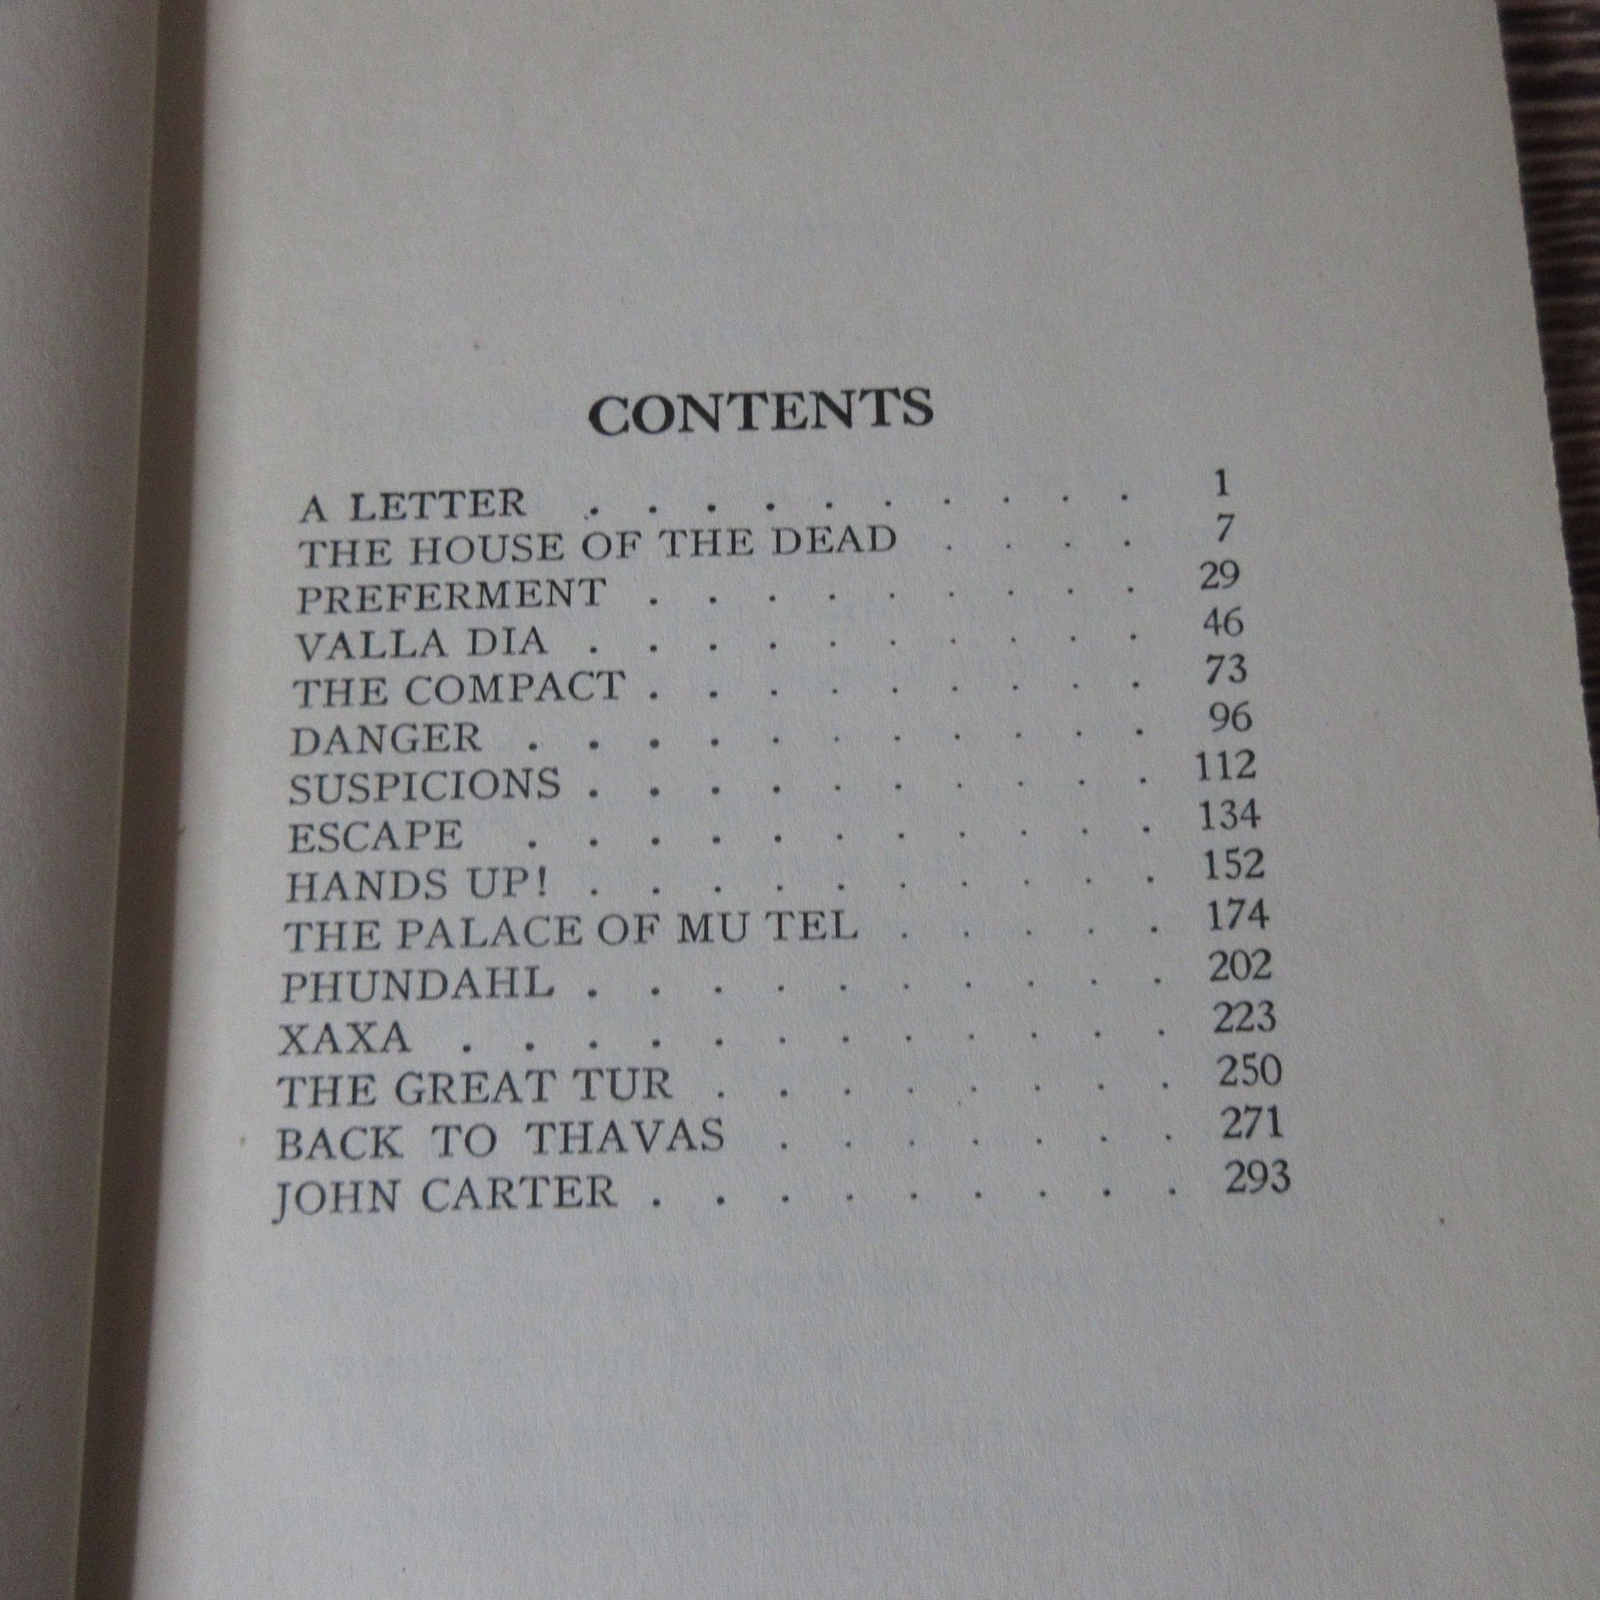 CONTENTS
A LETTER . . . . . . . . . . 1
THE HOUSE OF THE DEAD . . . . 7
PREFERMENT . . . . . . . . . 29
VALLA DIA . . . . . . . . . . 46
THE COMPACT . . . . . . . . . 73
DANGER . . . . . . . . . . . 96
SUSPICIONS . . . . . . . . . . 112
ESCAPE . . . . . . . . . . . 134
HANDS UP! . . . . . . . . . . 152
THE PALACE OF MU TEL . . . . . 174
PHUNDAHL . . . . . . . . . . 202
XAXA . . . . . . . . . . . . 223
THE GREAT TUR . . . . . . . . 250
BACK TO THAVAS . . . . . . . 271
JOHN CARTER . . . . . . . . . 293